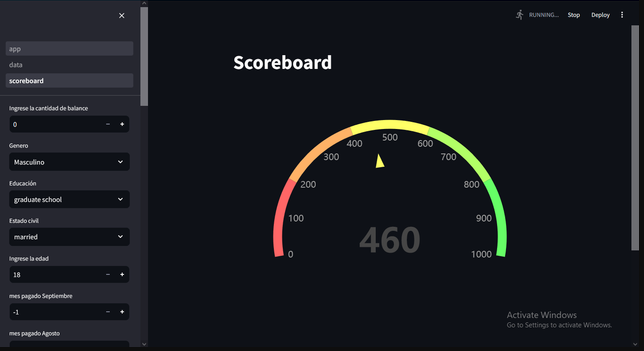 RUNNING...
Stop
Deploy
app
data
scoreboard
Ingrese la cantidad de balance
0
Genero
Masculino
Educación
graduate school
Estado civil
married
Ingrese la edad
18
mes pagado Septiembre
-1
mes pagado Agosto
Scoreboard
0
100
200
300
400
500
600
700
800
900
1000
460
Activate Windows
Go to Settings to activate Windows.